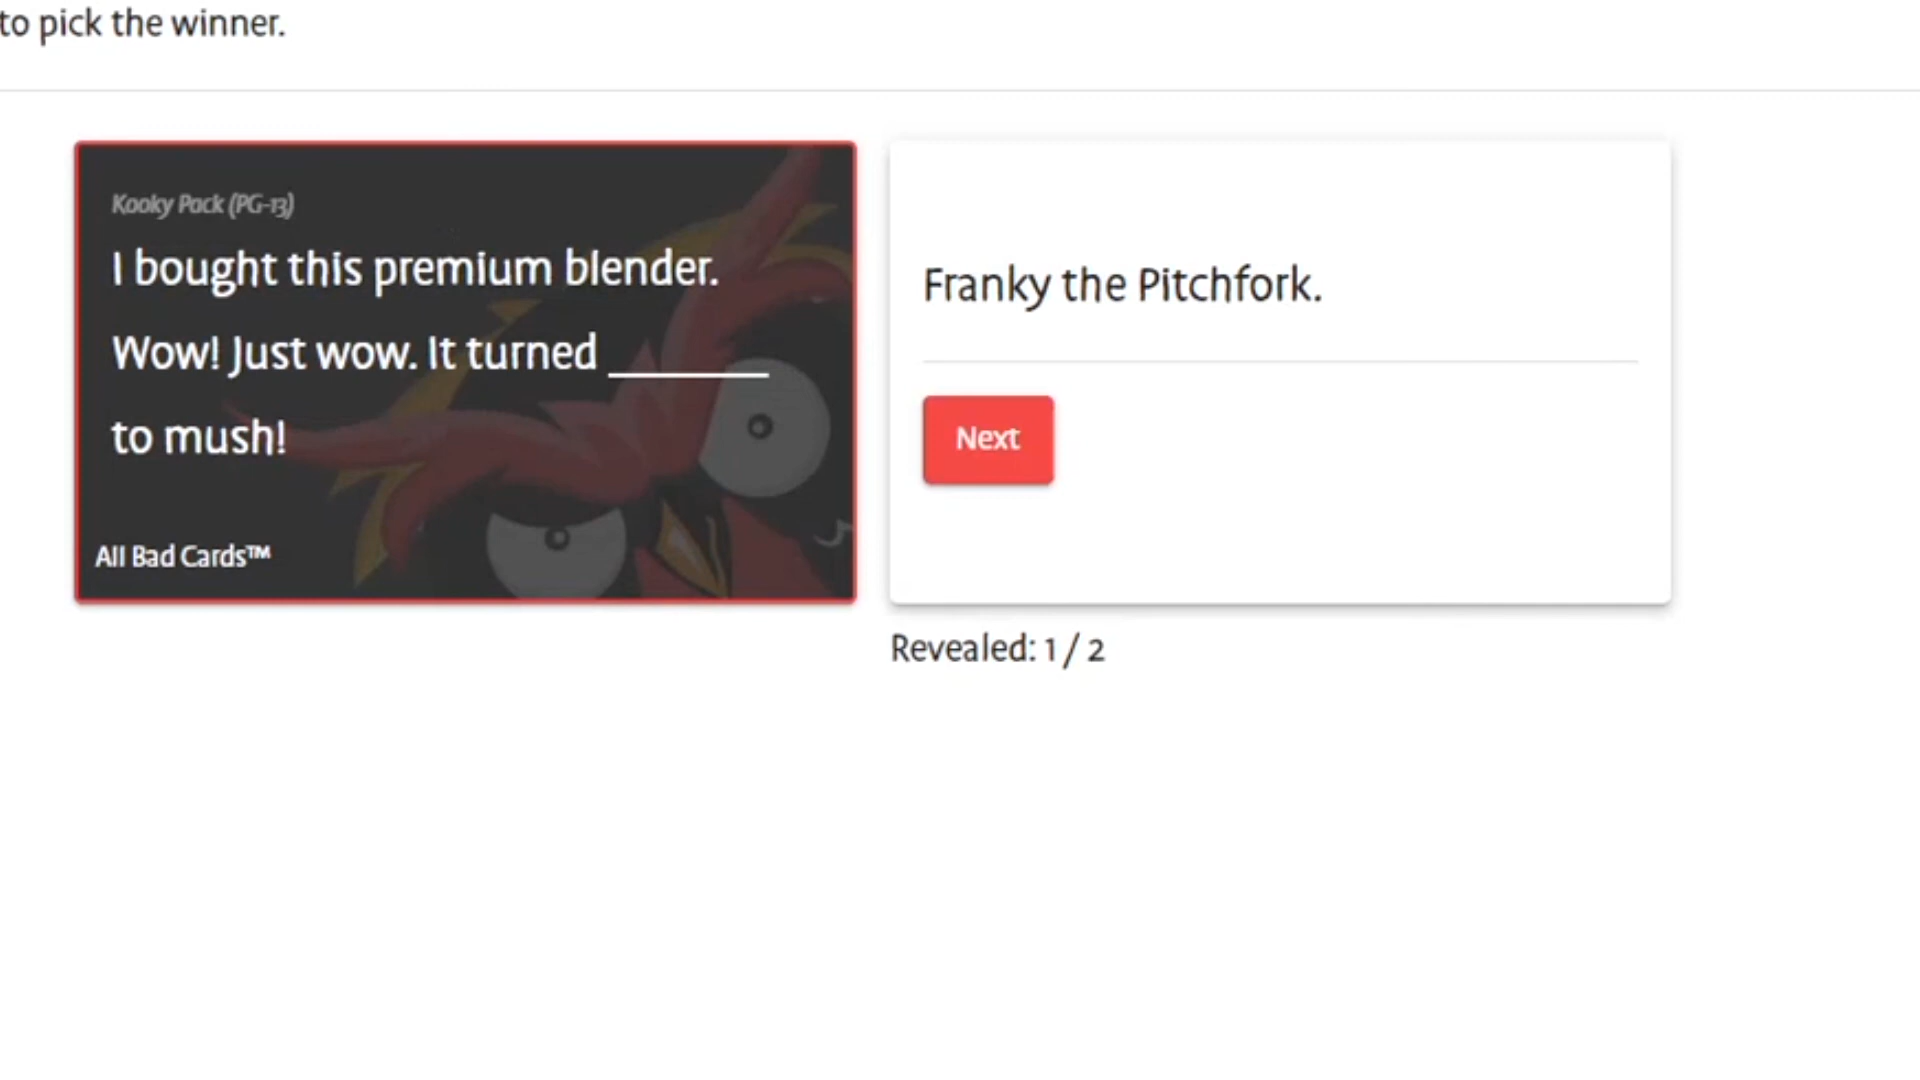 to pick the winner.
Kooky Pack (PG-13)
I bought this premium blender.
Wow! Just wow. It turned ________
to mush!
All Bad Cards™
Franky the Pitchfork.
Next
Revealed: 1 / 2